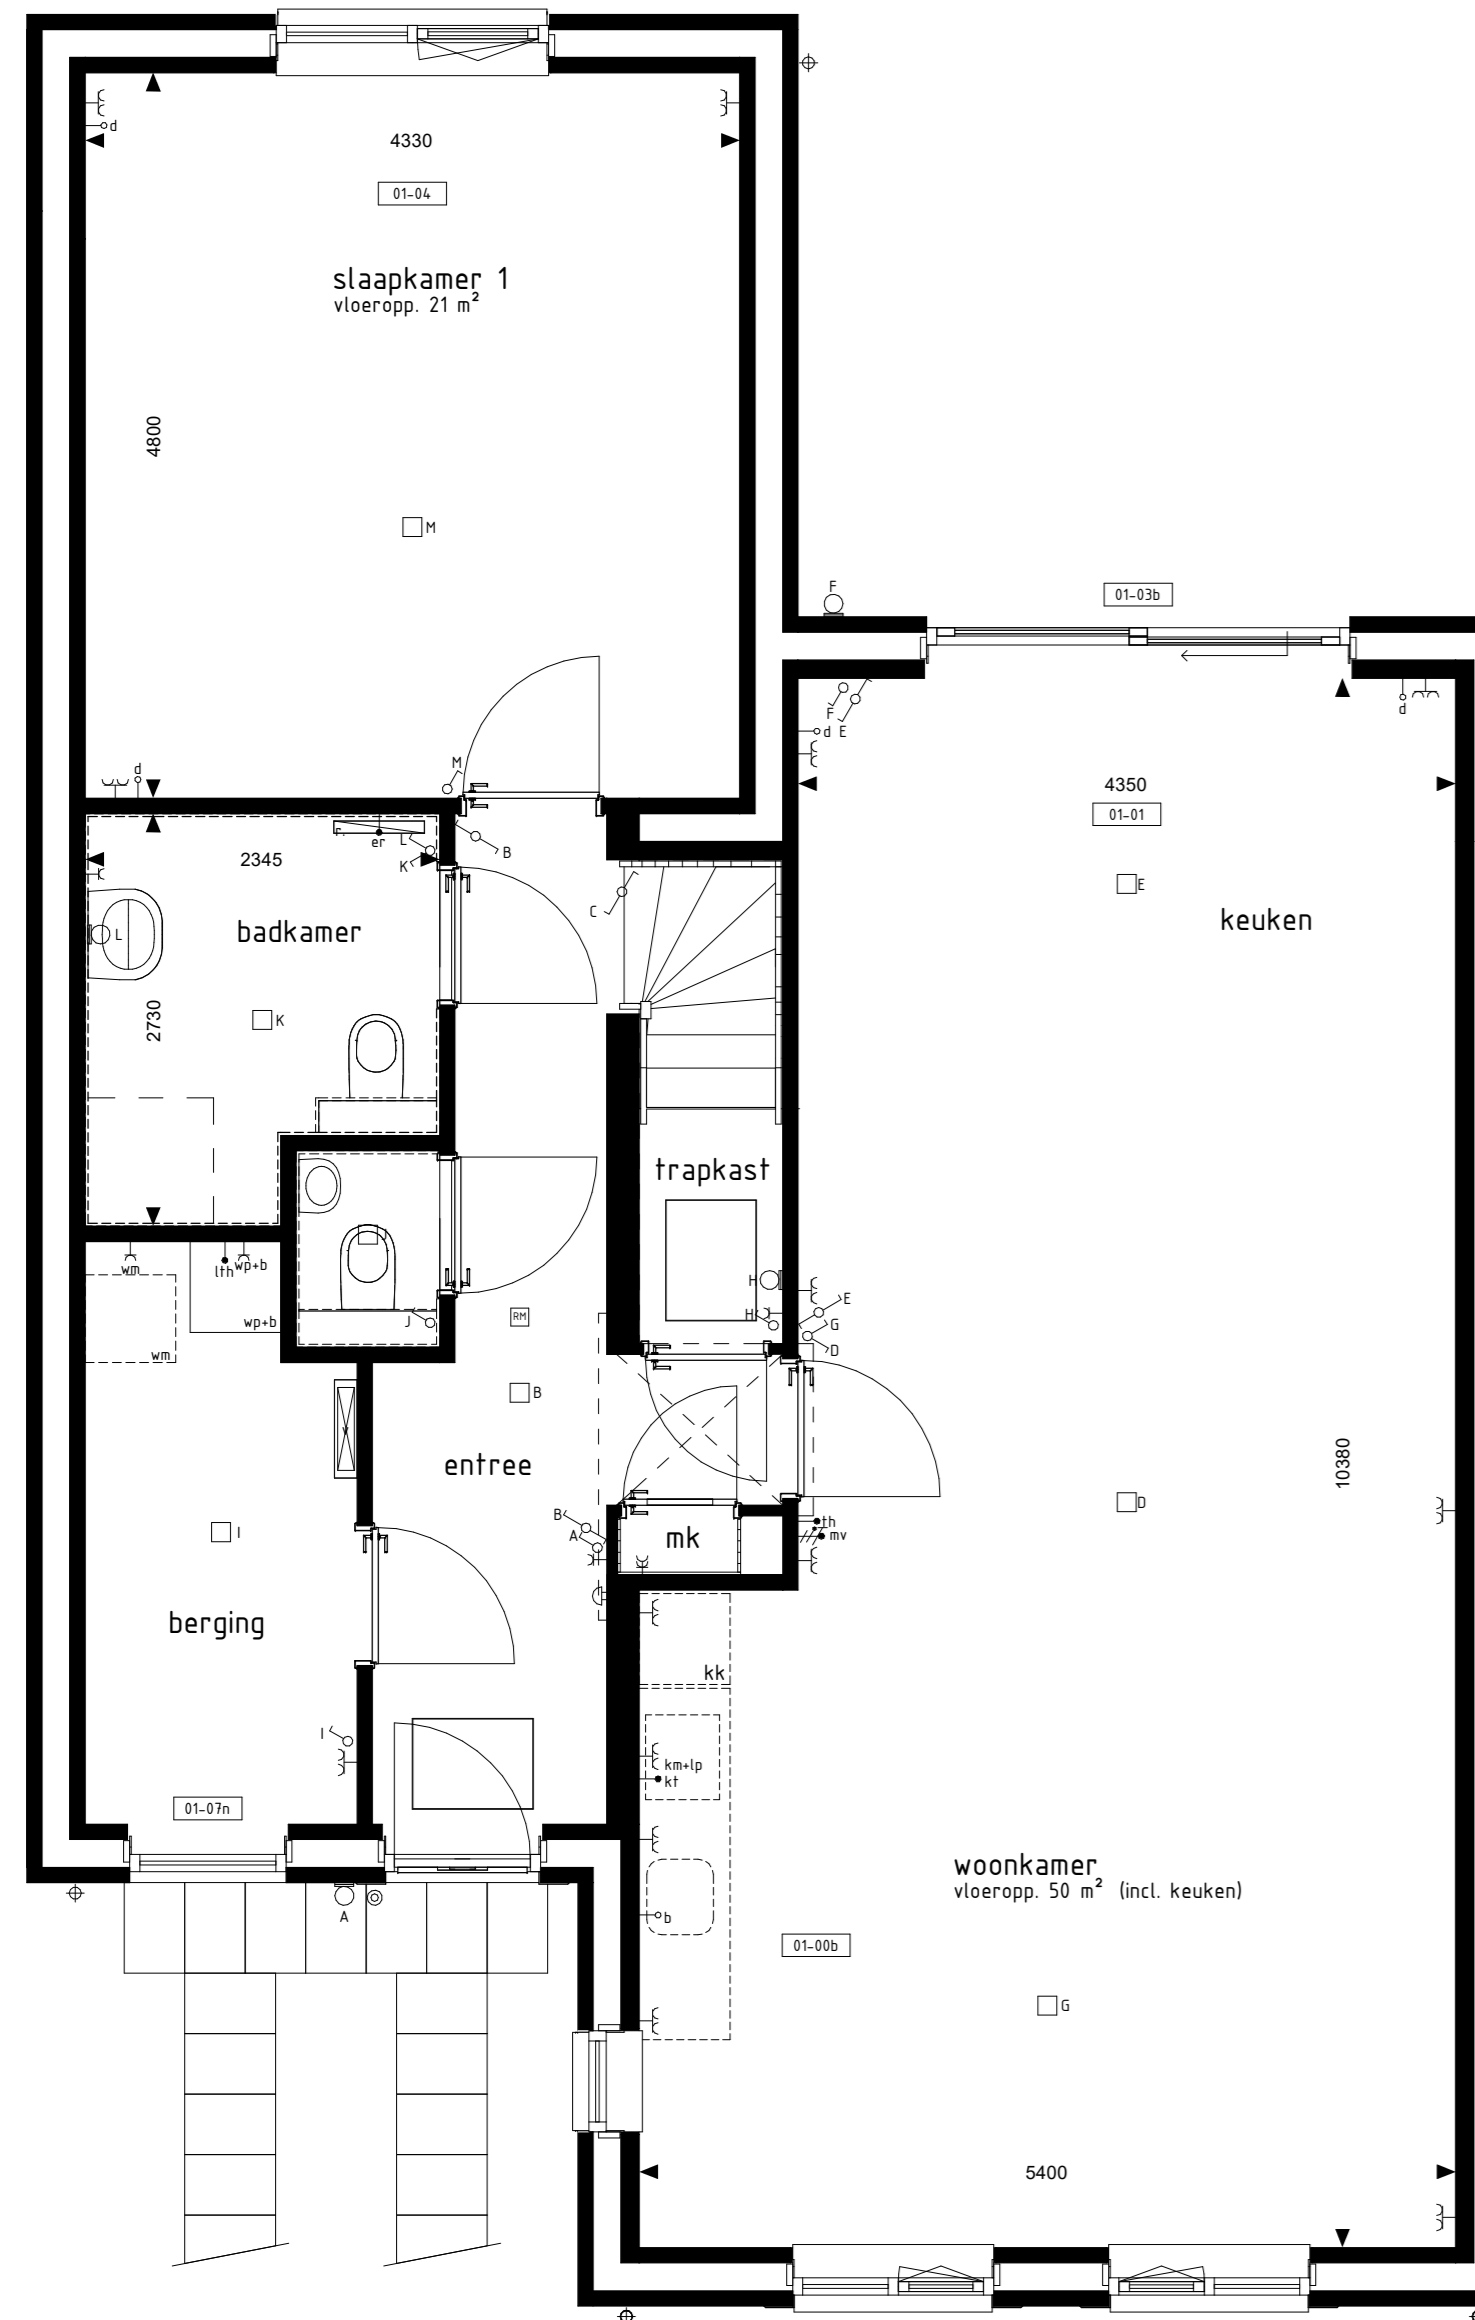 d
4330
01-04
slaapkamer 1
vloeropp. 21 m²
4800
M
F
01-03b
F
E
d
d
M
d
4350
01-01
r.
er
L
K
B
2345
E
C
badkamer
keuken
L
2730
K
trapkast
J
wm
lth
wp+b
H
E
H
G
D
wp+b
J
RM
wm
B
10380
entree
D
I
B
A
mk
th
mv
berging
kk
I
km+lp
kt
01-07n
woonkamer
vloeropp. 50 m² (incl. keuken)
A
b
01-00b
G
5400